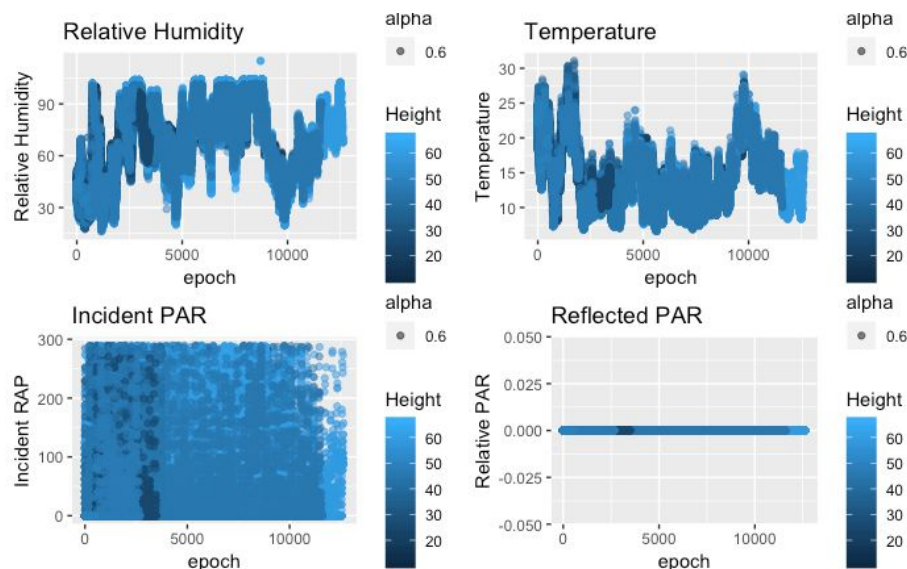 Relative Humidity
Relative Humidity
90
60
30
0
5000
10000
epoch
alpha
0.6
Height
60
50
40
30
20
Temperature
Temperature
30
25
20
15
10
0
5000
10000
epoch
alpha
0.6
Height
60
50
40
30
20
Incident PAR
Incident RAP
300
200
100
0
0
5000
10000
epoch
alpha
0.6
Height
60
50
40
30
20
Reflected PAR
Relative PAR
0.050
0.025
0.000
-0.025
-0.050
0
5000
10000
epoch
alpha
0.6
Height
60
50
40
30
20